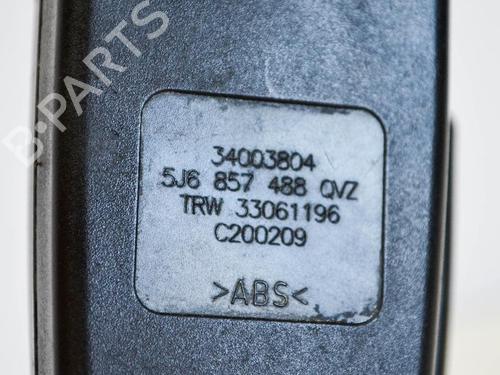 B-PARTS
34003804
5J6 857 488 QVZ
TRW 33061196
C200209
>ABS<